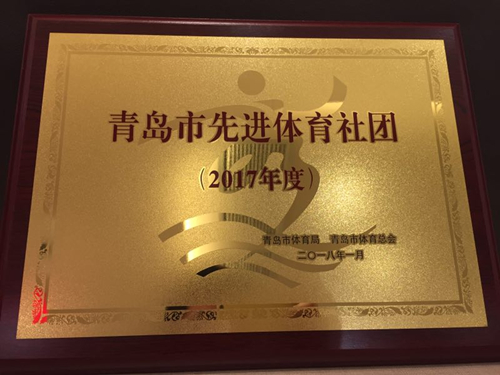 青岛市先进体育社团
(2017年度)
青岛市体育局 青岛市体育总会
二〇一八年一月